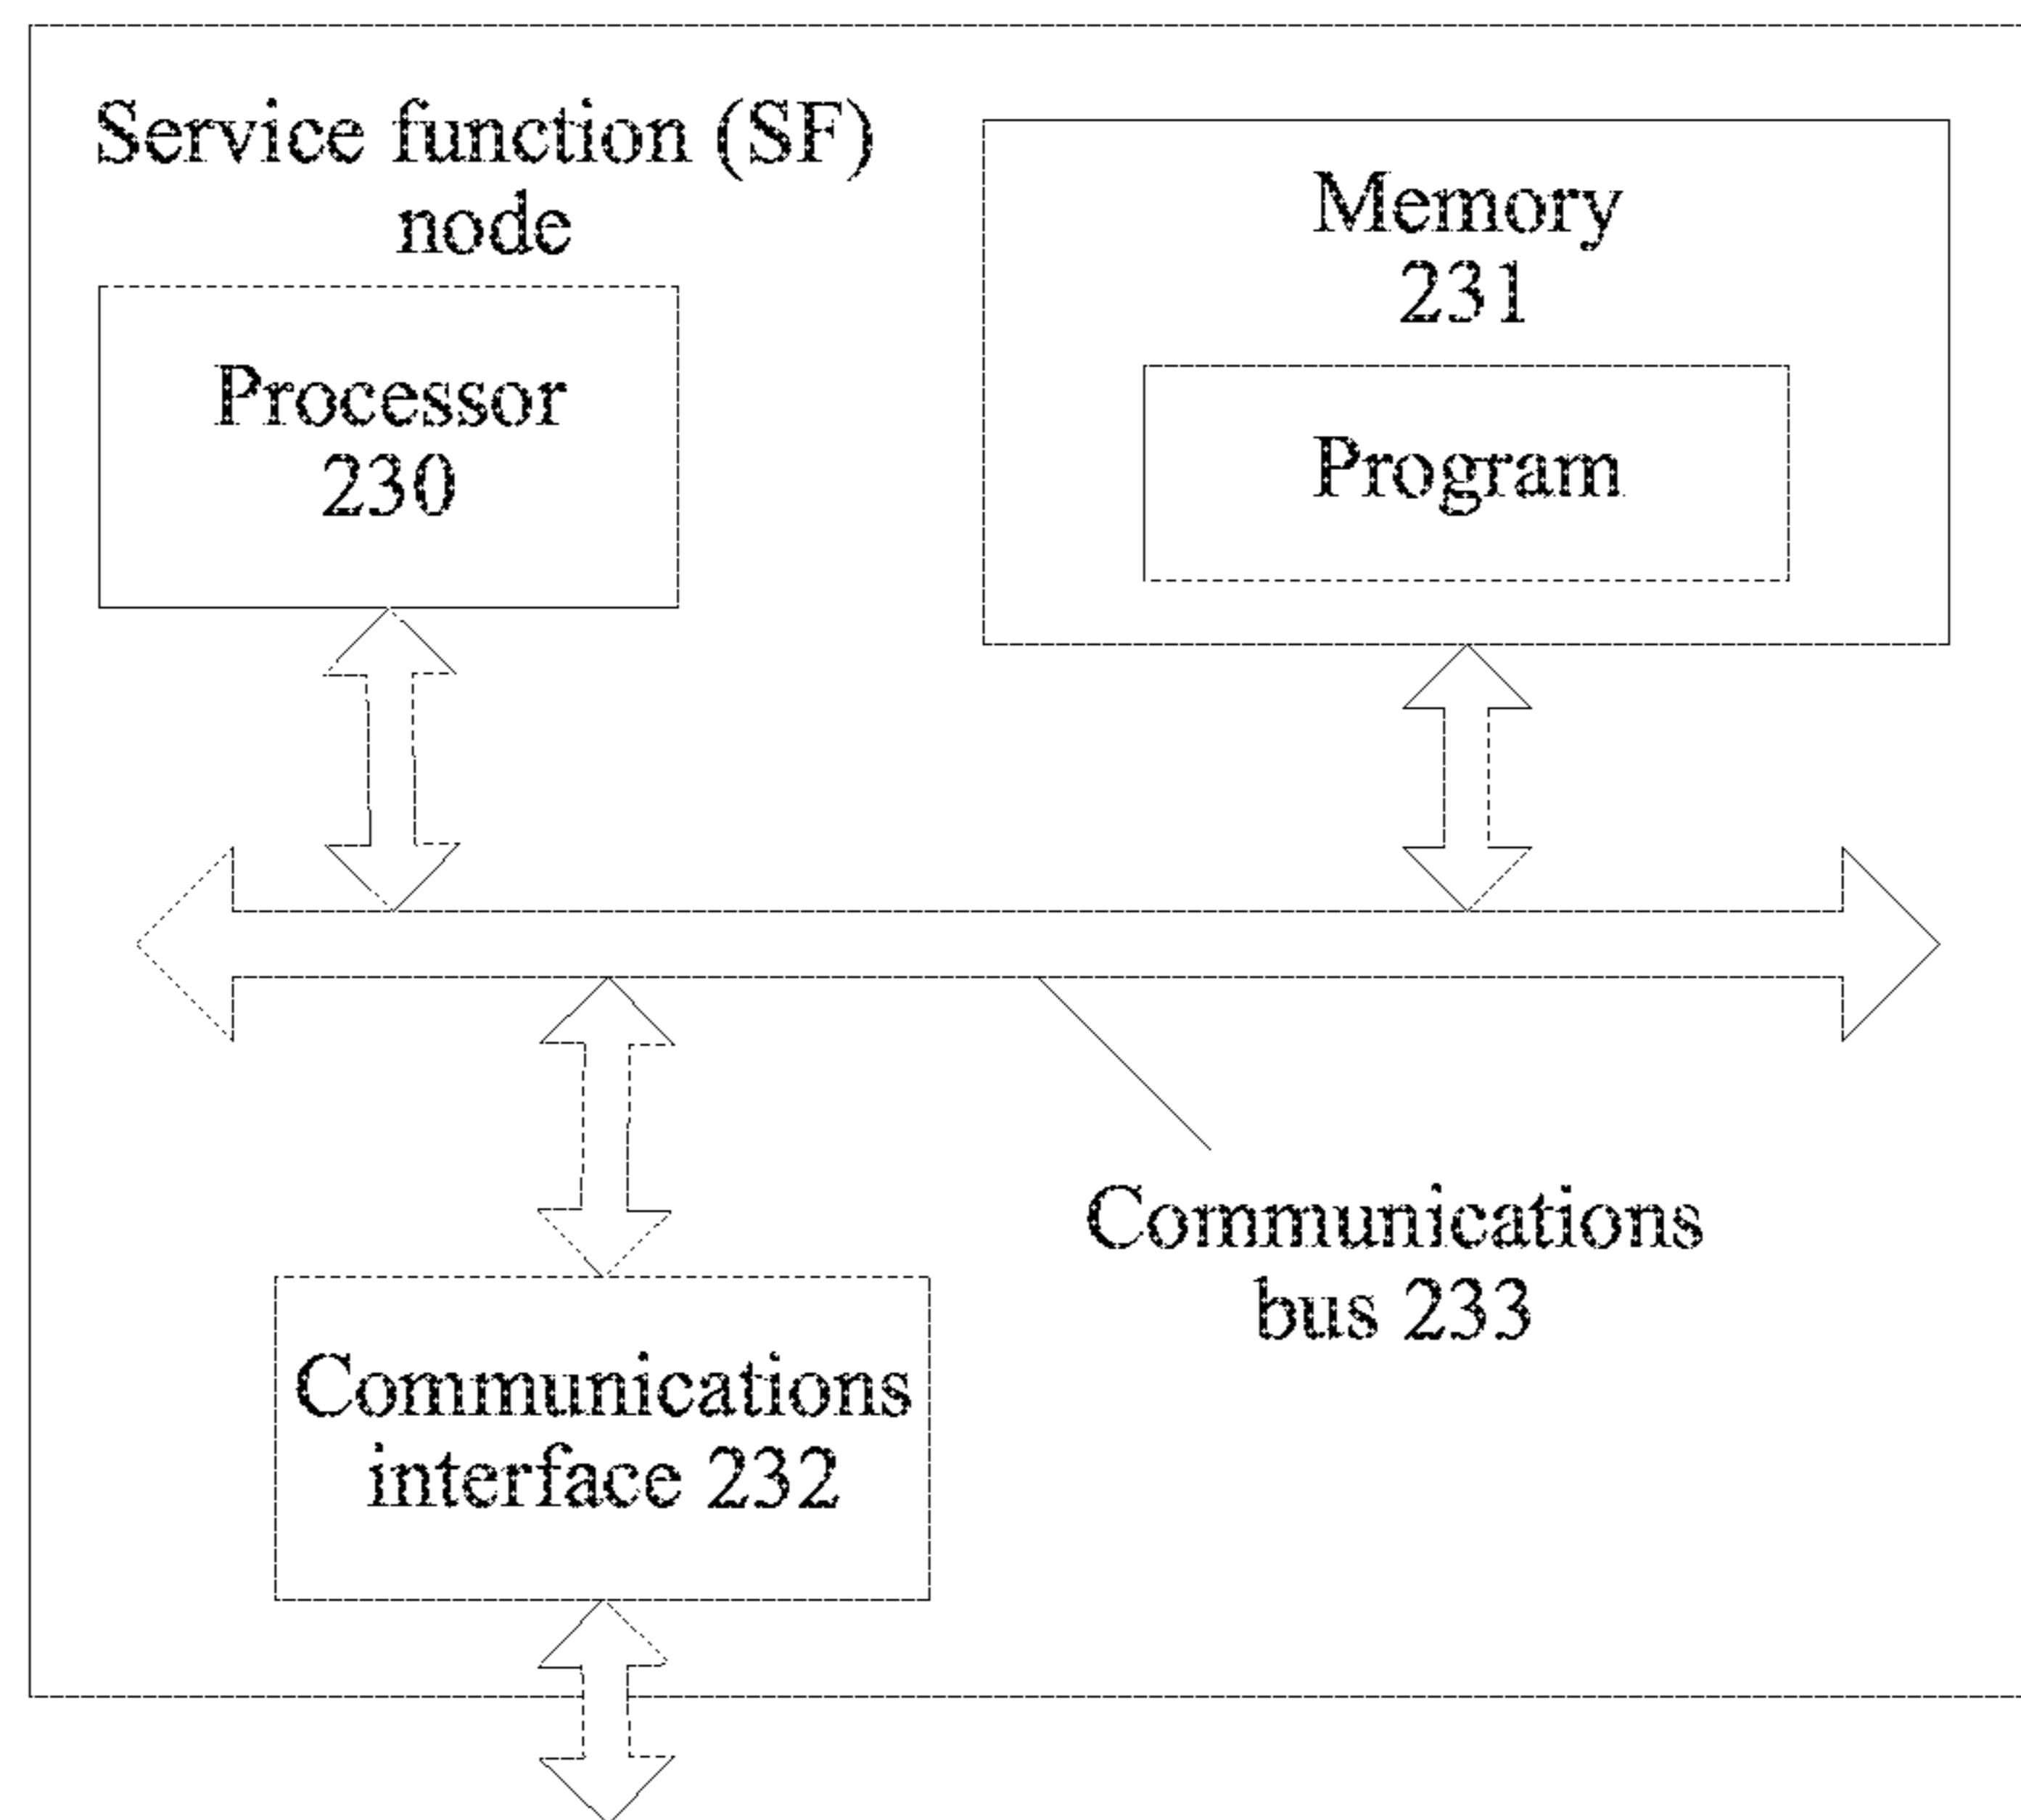 Service function (SF)
node
Processor
230
Memory
231
Program
Communications
bus 233
Communications
interface 232